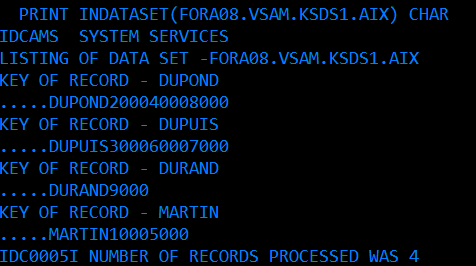 PRINT INDATASET(FORA08.VSAM.KSDS1.AIX) CHAR
IDCAMS  SYSTEM SERVICES
LISTING OF DATA SET -FORA08.VSAM.KSDS1.AIX
KEY OF RECORD - DUPOND
.....DUPOND200040008000
KEY OF RECORD - DUPUIS
.....DUPUIS300060007000
KEY OF RECORD - DURAND
.....DURAND9000
KEY OF RECORD - MARTIN
.....MARTIN10005000
IDC0005I NUMBER OF RECORDS PROCESSED WAS 4